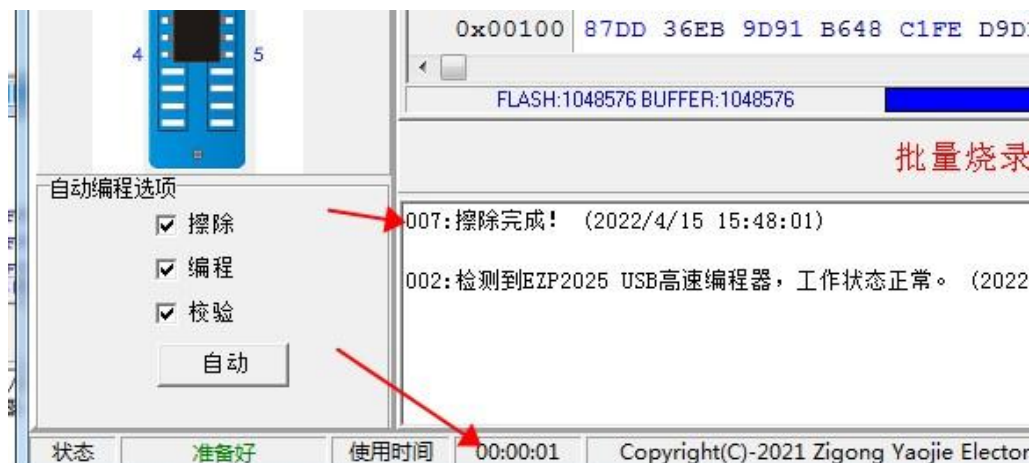 0x00100 87DD 36EB 9D91 B648 C1FE D9D
4 5
FLASH:1048576 BUFFER:1048576
批量烧录
自动编程选项
擦除
编程
校验
自动
007:擦除完成! (2022/4/15 15:48:01)
002:检测到EZP2025 USB高速编程器，工作状态正常。 (2022
状态 准备好 使用时间 00:00:01 Copyright(C)-2021 Zigong Yaojie Elector